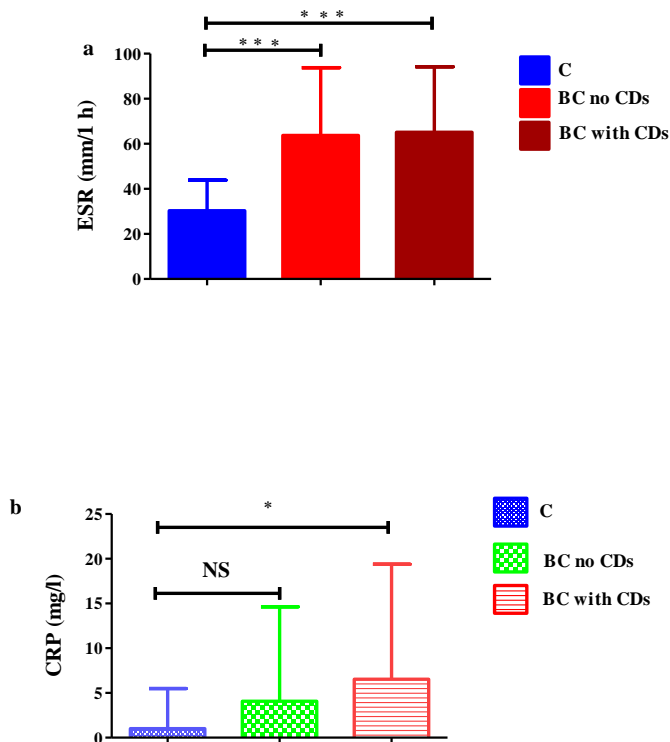 * * *
a
* * *
100
80
60
40
20
0
ESR (mm/1 h)
C
BC no CDs
BC with CDs
b
*
NS
25
20
15
10
5
0
CRP (mg/l)
C
BC no CDs
BC with CDs